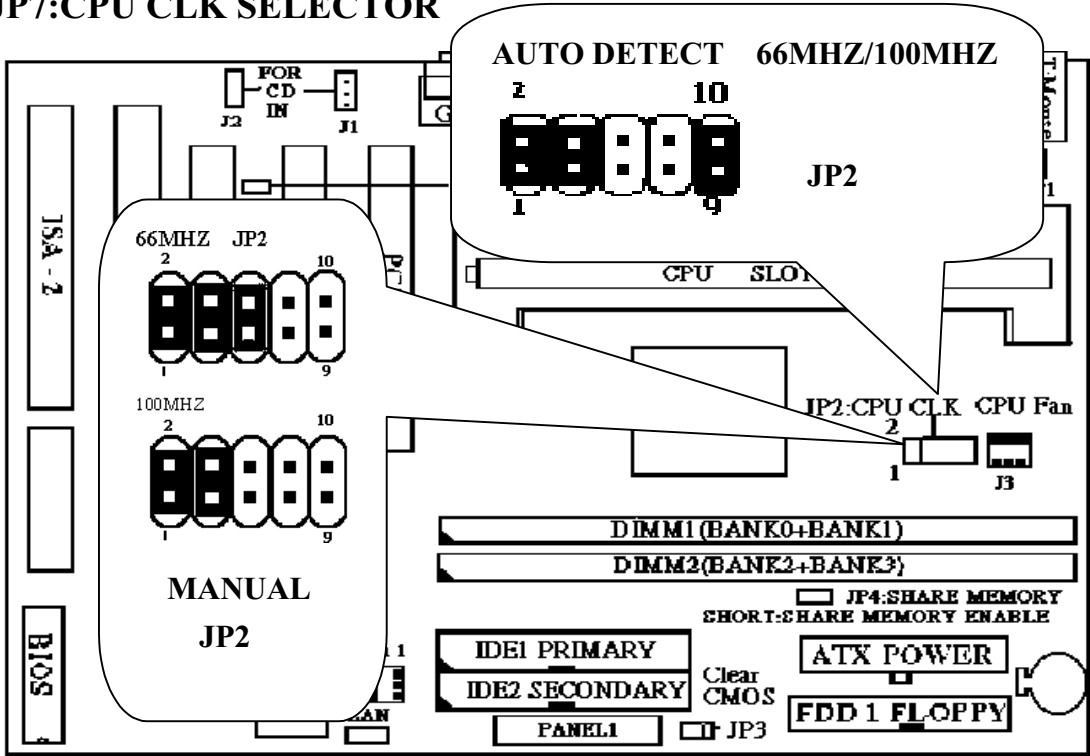 JP7:CPU CLK SELECTOR
AUTO DETECT 66MHZ/100MHZ
2 10
JP2
1 9
FOR
CD
IN
J2 J1
G
1
ISA - 2
66MHZ JP2
2 10
1 9
100MHZ
2 10
1 9
MANUAL
JP2
CPU SLOT
JP2:CPU CLK CPU Fan
2
1
J3
DIMM1(BANK0+BANK1)
DIMM2(BANK2+BANK3)
JP4:SHARE MEMORY
SHORT:SHARE MEMORY ENABLE
BIOS
1
IDE1 PRIMARY
IDE2 SECONDARY
Clear
CMOS
ATX POWER
FDD 1 FLOPPY
PANEL1
JP3